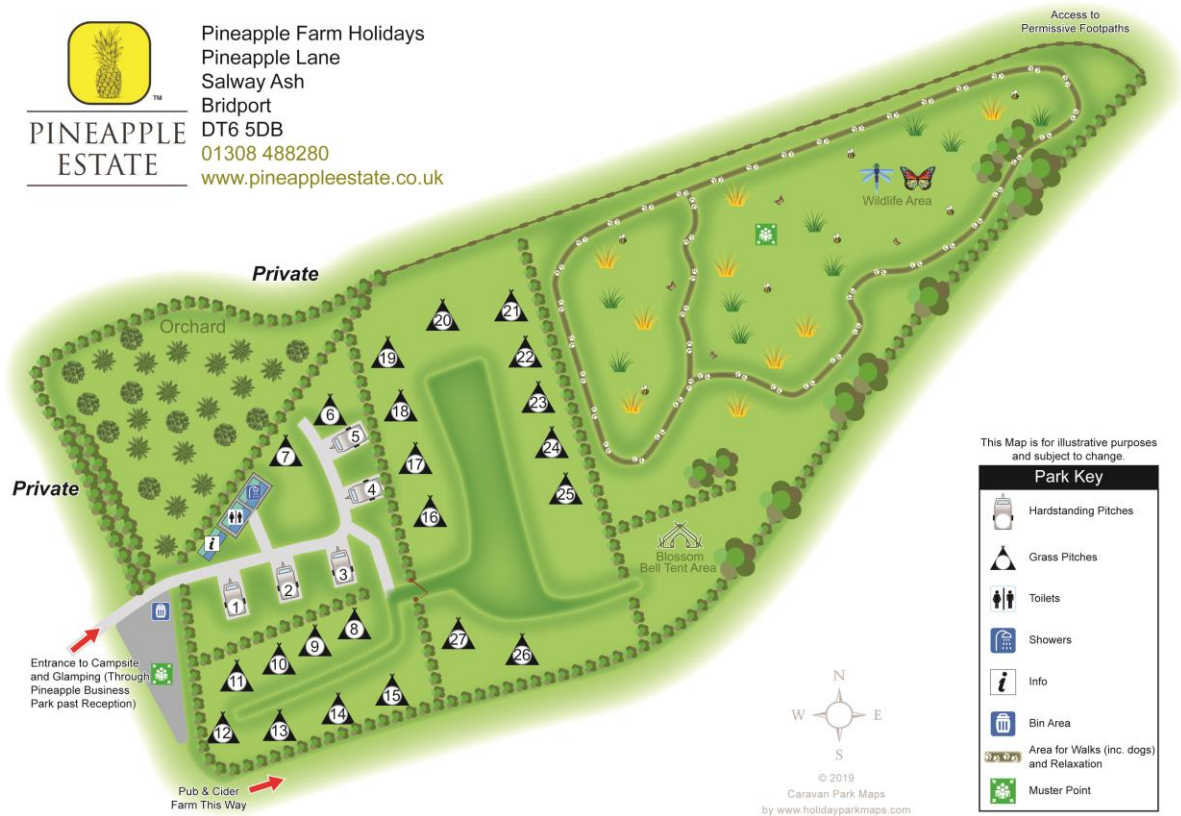 PINEAPPLE
ESTATE
™
Pineapple Farm Holidays
Pineapple Lane
Salway Ash
Bridport
DT6 5DB
01308 488280
www.pineappleestate.co.uk
Access to
Permissive Footpaths
Wildlife Area
Private
Orchard
Private
20
21
19
22
6
18
23
5
7
17
24
4
25
16
i
3
2
1
Blossom
Bell Tent Area
8
27
9
26
10
11
15
14
12
13
Entrance to Campsite
and Glamping (Through
Pineapple Business
Park past Reception)
Pub & Cider
Farm This Way
N
W
E
S
© 2019
Caravan Park Maps
by www.holidayparkmaps.com
This Map is for illustrative purposes
and subject to change.
Park Key
Hardstanding Pitches
Grass Pitches
Toilets
Showers
i Info
Bin Area
Area for Walks (inc. dogs)
and Relaxation
Muster Point